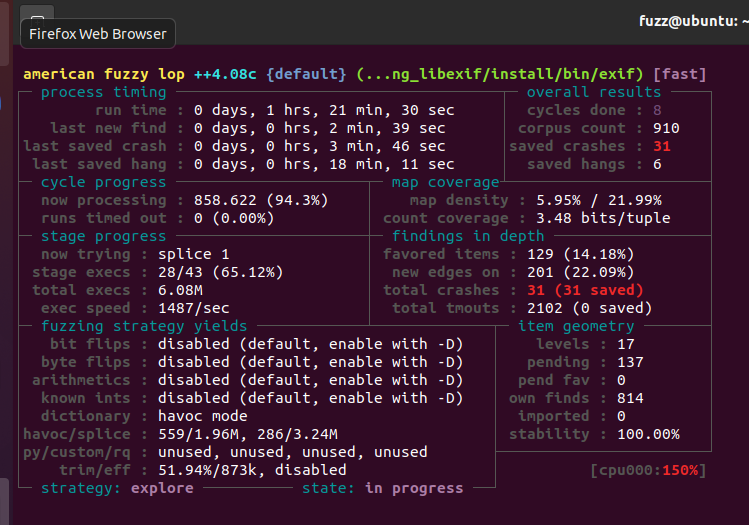 fuzz@ubuntu: ~
Firefox Web Browser
american fuzzy lop ++4.08c {default} (...ng_libexif/install/bin/exif) [fast]
process timing overall results
run time : 0 days, 1 hrs, 21 min, 30 sec cycles done : 8
last new find : 0 days, 0 hrs, 2 min, 39 sec corpus count : 910
last saved crash : 0 days, 0 hrs, 3 min, 46 sec saved crashes : 31
last saved hang : 0 days, 0 hrs, 18 min, 11 sec saved hangs : 6
cycle progress map coverage
now processing : 858.622 (94.3%) map density : 5.95% / 21.99%
runs timed out : 0 (0.00%) count coverage : 3.48 bits/tuple
stage progress findings in depth
now trying : splice 1 favored items : 129 (14.18%)
stage execs : 28/43 (65.12%) new edges on : 201 (22.09%)
total execs : 6.08M total crashes : 31 (31 saved)
exec speed : 1487/sec total tmouts : 2102 (0 saved)
fuzzing strategy yields item geometry
bit flips : disabled (default, enable with -D) levels : 17
byte flips : disabled (default, enable with -D) pending : 137
arithmetics : disabled (default, enable with -D) pend fav : 0
known ints : disabled (default, enable with -D) own finds : 814
dictionary : havoc mode imported : 0
havoc/splice : 559/1.96M, 286/3.24M stability : 100.00%
py/custom/rq : unused, unused, unused, unused
trim/eff : 51.94%/873k, disabled [cpu000:150%]
strategy: explore state: in progress